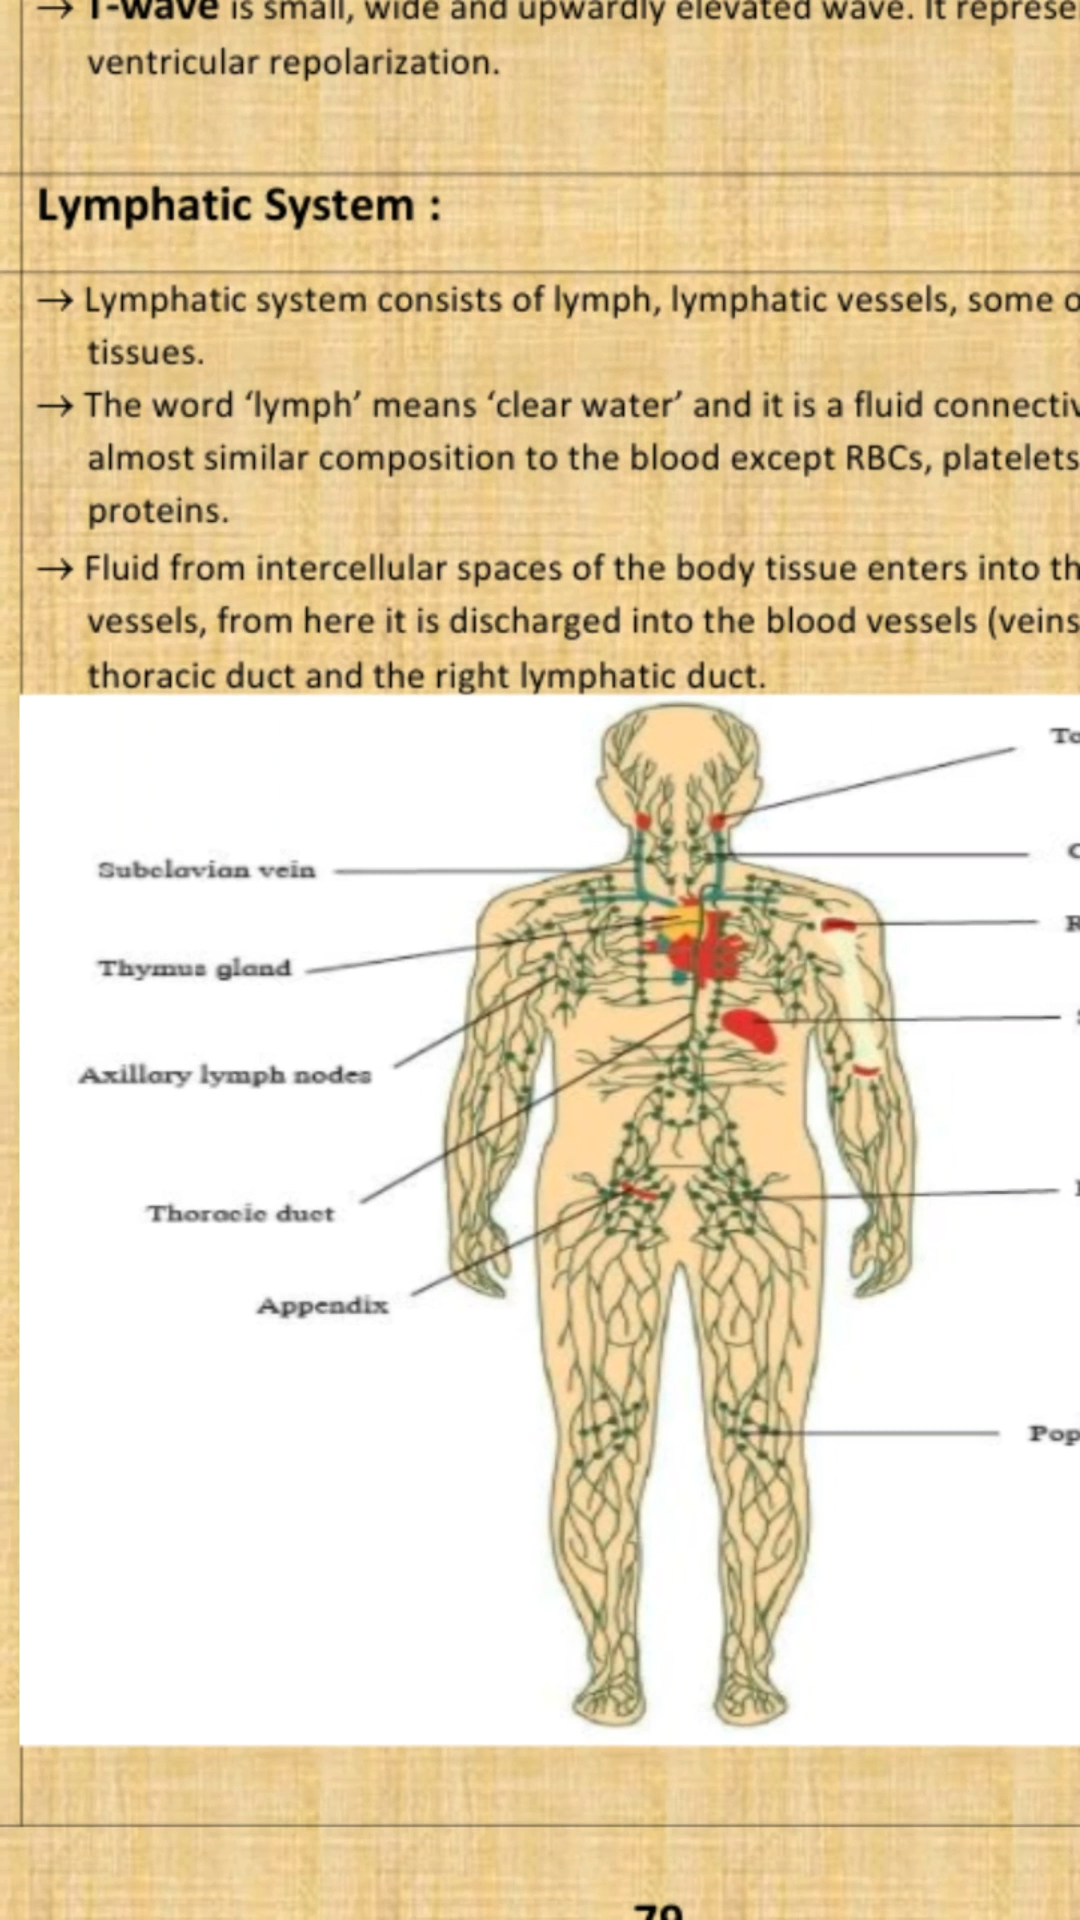 → T-wave is small, wide and upwardly elevated wave. It represe
ventricular repolarization.
Lymphatic System :
→ Lymphatic system consists of lymph, lymphatic vessels, some o
tissues.
→ The word ‘lymph’ means ‘clear water’ and it is a fluid connectiv
almost similar composition to the blood except RBCs, platelets
proteins.
→ Fluid from intercellular spaces of the body tissue enters into th
vessels, from here it is discharged into the blood vessels (veins
thoracic duct and the right lymphatic duct.
To
Subclavian vein
C
R
Thymus gland
S
Axillary lymph nodes
I
Thoracic duct
Appendix
Pop
79